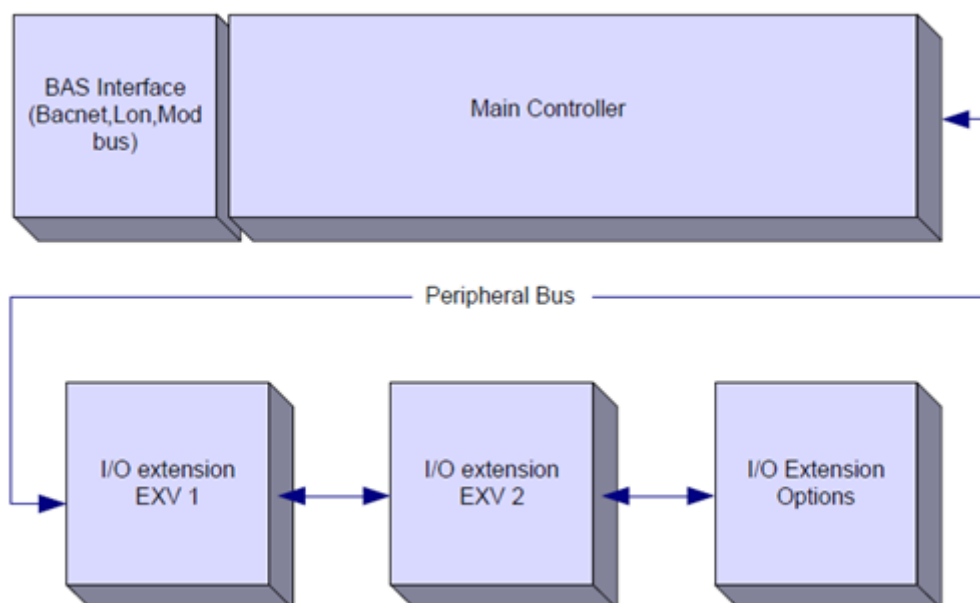 BAS Interface
(Bacnet,Lon,Mod
bus)
Main Controller
Peripheral Bus
I/O extension
EXV 1
I/O extension
EXV 2
I/O Extension
Options